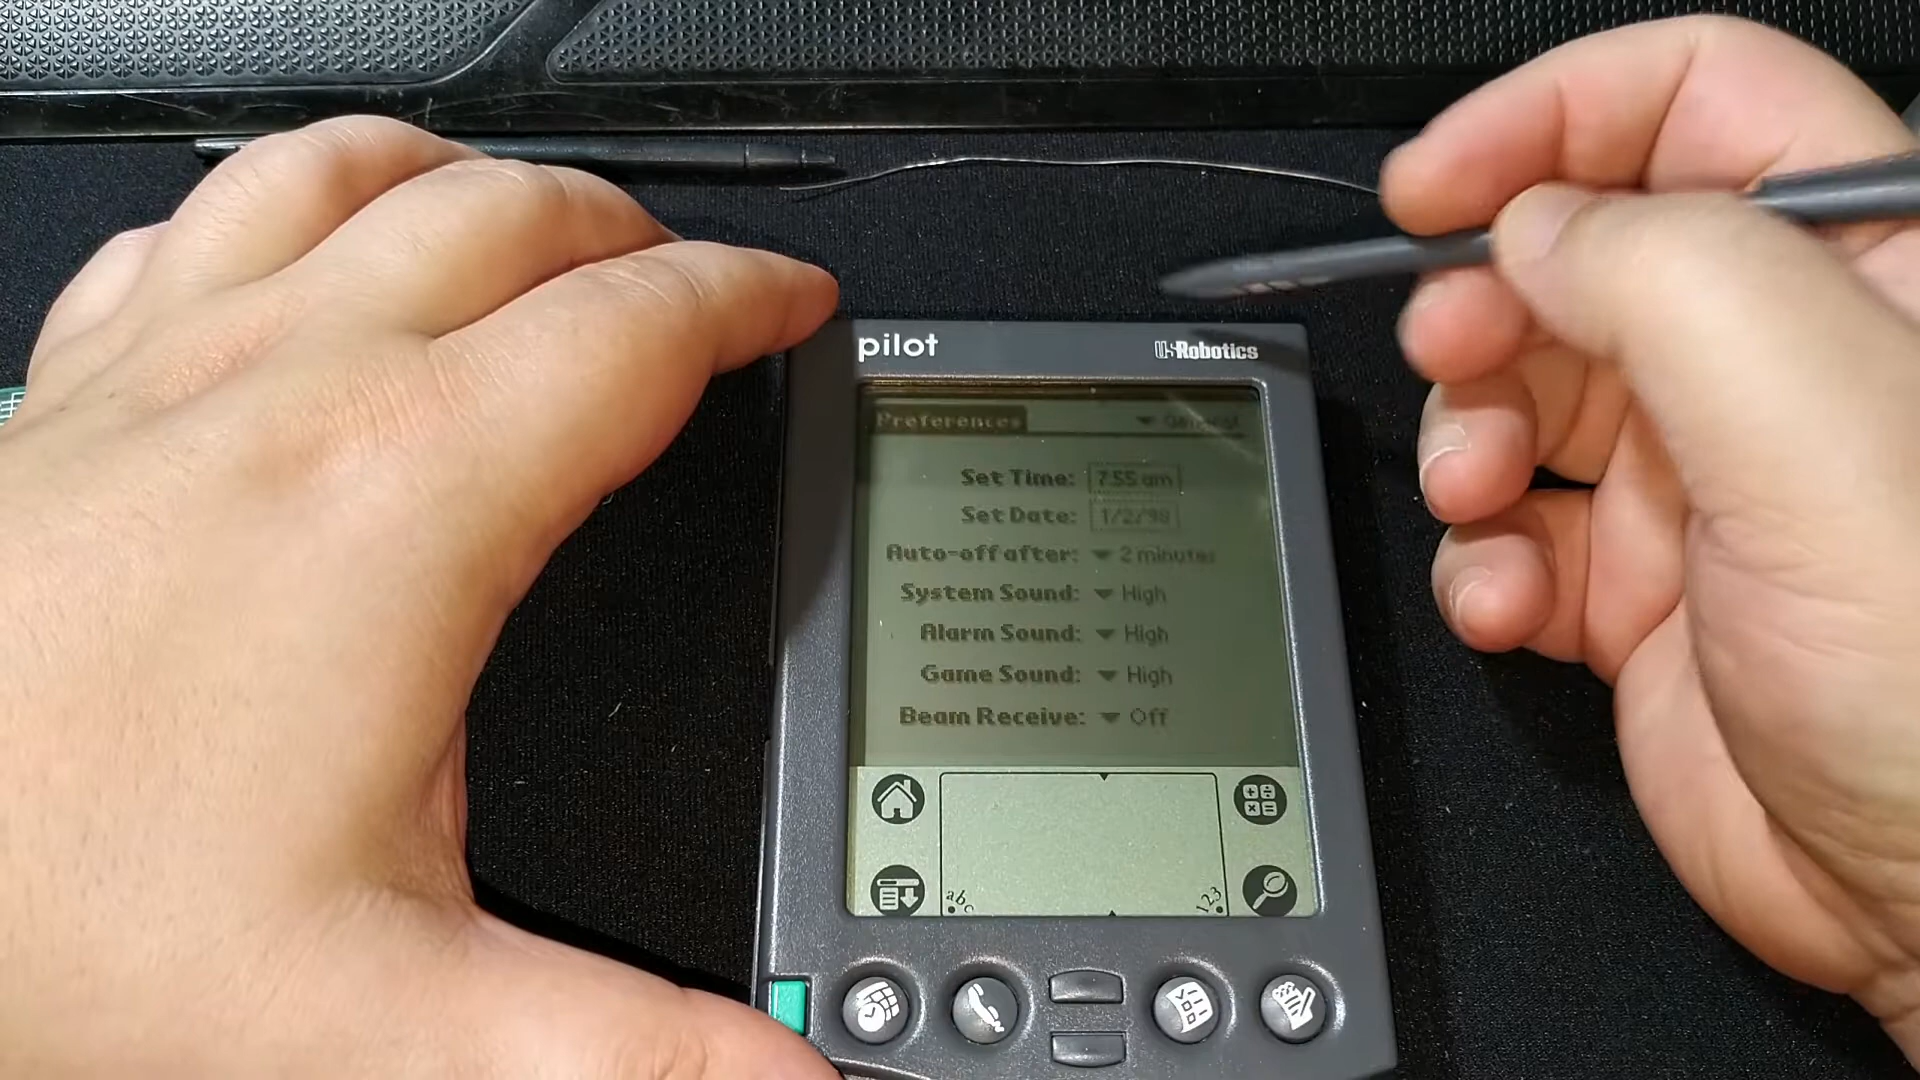 pilot
U.S. Robotics
Preferences General
Set Time: 7:55 am
Set Date: 1/2/98
Auto-off after: 2 minutes
System Sound: High
Alarm Sound: High
Game Sound: High
Beam Receive: Off
abc 123